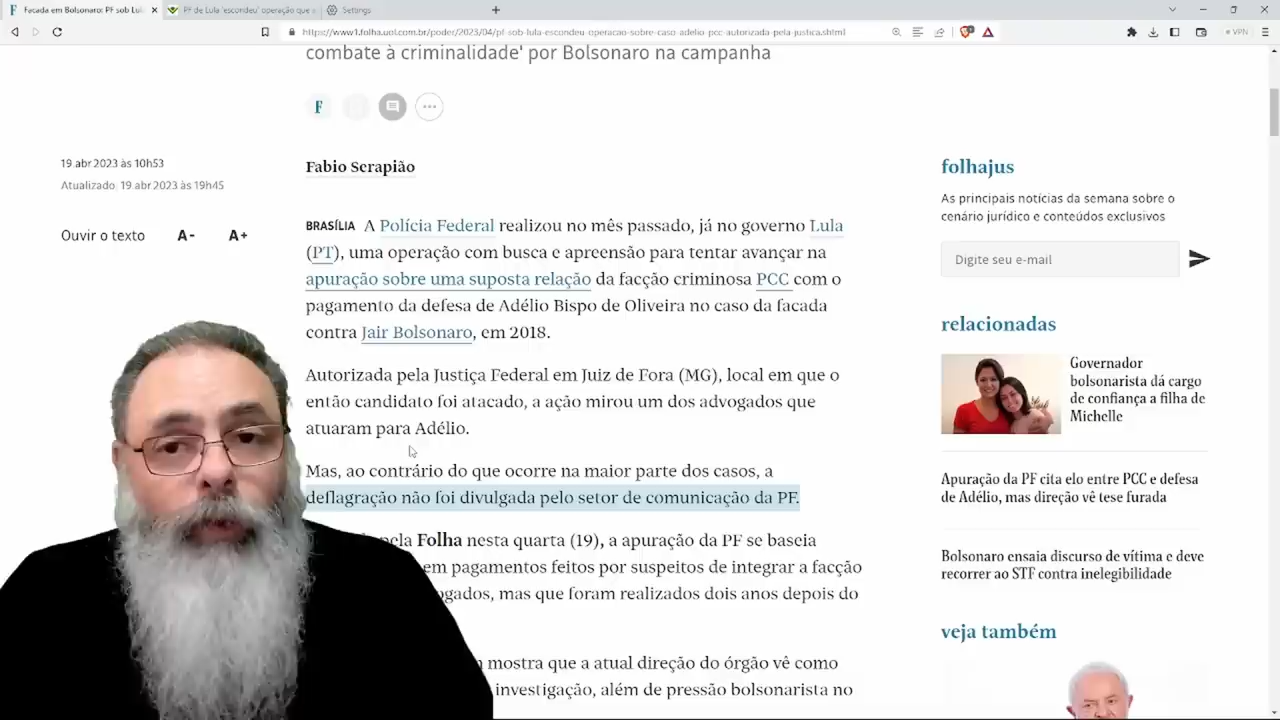 Facada em Bolsonaro: PF sob Lul
PF de Lula 'escondeu' operação que a
Settings
https://www1.folha.uol.com.br/poder/2023/04/pf-sob-lula-escondeu-operacao-sobre-caso-adelio-pcc-autorizada-pela-justica.shtml
VPN
combate à criminalidade' por Bolsonaro na campanha
F
19 abr 2023 às 10h53
Atualizado: 19 abr 2023 às 19h45
Ouvir o texto A- A+
Fabio Serapião
BRASÍLIA A Polícia Federal realizou no mês passado, já no governo Lula
(PT), uma operação com busca e apreensão para tentar avançar na
apuração sobre uma suposta relação da facção criminosa PCC com o
pagamento da defesa de Adélio Bispo de Oliveira no caso da facada
contra Jair Bolsonaro, em 2018.
Autorizada pela Justiça Federal em Juiz de Fora (MG), local em que o
então candidato foi atacado, a ação mirou um dos advogados que
atuaram para Adélio.
Mas, ao contrário do que ocorre na maior parte dos casos, a
deflagração não foi divulgada pelo setor de comunicação da PF.
pela Folha nesta quarta (19), a apuração da PF se baseia
em pagamentos feitos por suspeitos de integrar a facção
ogados, mas que foram realizados dois anos depois do
mostra que a atual direção do órgão vê como
investigação, além de pressão bolsonarista no
folhajus
As principais notícias da semana sobre o
cenário jurídico e conteúdos exclusivos
Digite seu e-mail
relacionadas
Governador
bolsonarista dá cargo
de confiança a filha de
Michelle
Apuração da PF cita elo entre PCC e defesa
de Adélio, mas direção vê tese furada
Bolsonaro ensaia discurso de vítima e deve
recorrer ao STF contra inelegibilidade
veja também